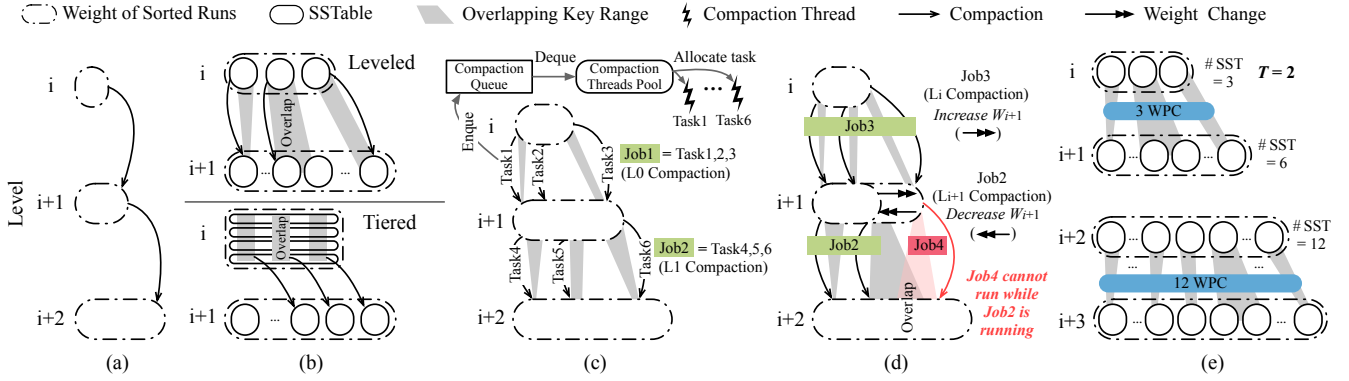 Weight of Sorted Runs
SSTable
Overlapping Key Range
Compaction Thread
Compaction
Weight Change
Level
i
i+1
i+2
(a)
i
Leveled
Overlap
i+1
... ...
Tiered
i
Overlap
i+1
...
(b)
Deque
Allocate task
Compaction
Queue
Compaction
Threads Pool
...
Task1
Task6
Enque
i
Task1
Task2
Task3
Job1 = Task1,2,3
(L0 Compaction)
i+1
Task4
Task5
Task6
Job2 = Task4,5,6
(L1 Compaction)
i+2
(c)
i
Job3
Job3
(Li Compaction)
Increase Wi+1
( )
i+1
Job2
(Li+1 Compaction)
Decrease Wi+1
( )
Job2
Job4
Overlap
Job4 cannot
run while
Job2 is
running
i+2
(d)
i
# SST
= 3
T = 2
3 WPC
i+1
... ...
# SST
= 6
i+2
... ...
# SST
= 12
... ...
12 WPC
i+3
... ... ...
(e)